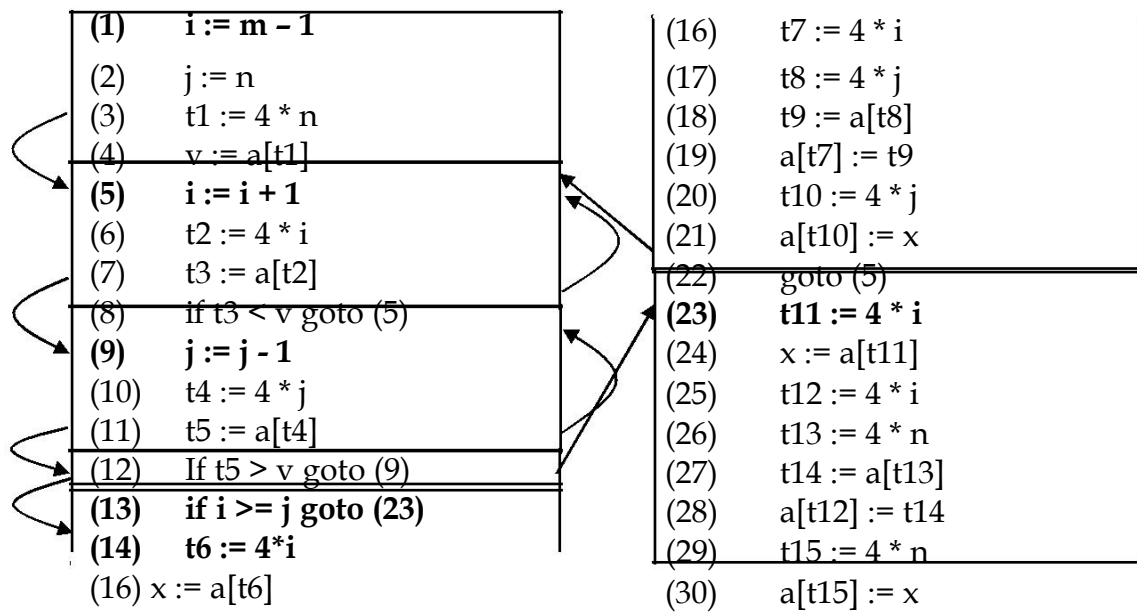 (1) i := m – 1
(2) j := n
(3) t1 := 4 * n
(4) v := a[t1]
(5) i := i + 1
(6) t2 := 4 * i
(7) t3 := a[t2]
(8) if t3 < v goto (5)
(9) j := j - 1
(10) t4 := 4 * j
(11) t5 := a[t4]
(12) If t5 > v goto (9)
(13) if i >= j goto (23)
(14) t6 := 4*i
(16) x := a[t6]
(16) t7 := 4 * i
(17) t8 := 4 * j
(18) t9 := a[t8]
(19) a[t7] := t9
(20) t10 := 4 * j
(21) a[t10] := x
(22) goto (5)
(23) t11 := 4 * i
(24) x := a[t11]
(25) t12 := 4 * i
(26) t13 := 4 * n
(27) t14 := a[t13]
(28) a[t12] := t14
(29) t15 := 4 * n
(30) a[t15] := x